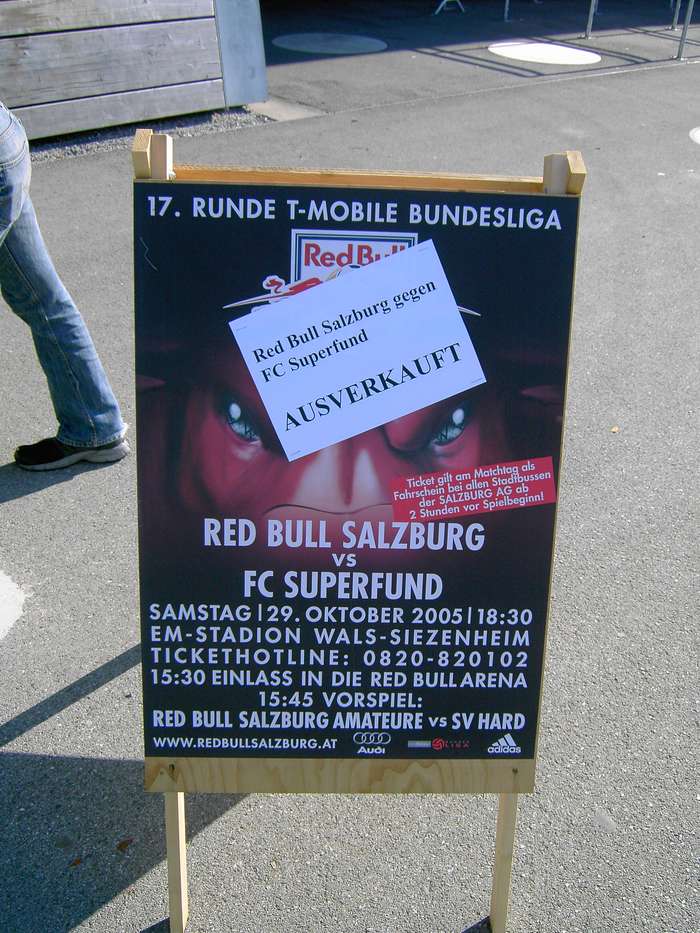 17. RUNDE T-MOBILE BUNDESLIGA
Red Bull
Red Bull Salzburg gegen
FC Superfund
AUSVERKAUFT
Ticket gilt am Matchtag als
Fahrschein bei allen Stadtbussen
der SALZBURG AG ab
2 Stunden vor Spielbeginn!
RED BULL SALZBURG
VS
FC SUPERFUND
SAMSTAG|29. OKTOBER 2005|18:30
EM-STADION WALS-SIEZENHEIM
TICKETHOTLINE: 0820-820102
15:30 EINLASS IN DIE RED BULL ARENA
15:45 VORSPIEL:
RED BULL SALZBURG AMATEURE vs SV HARD
WWW.REDBULLSALZBURG.AT
Audi
adidas